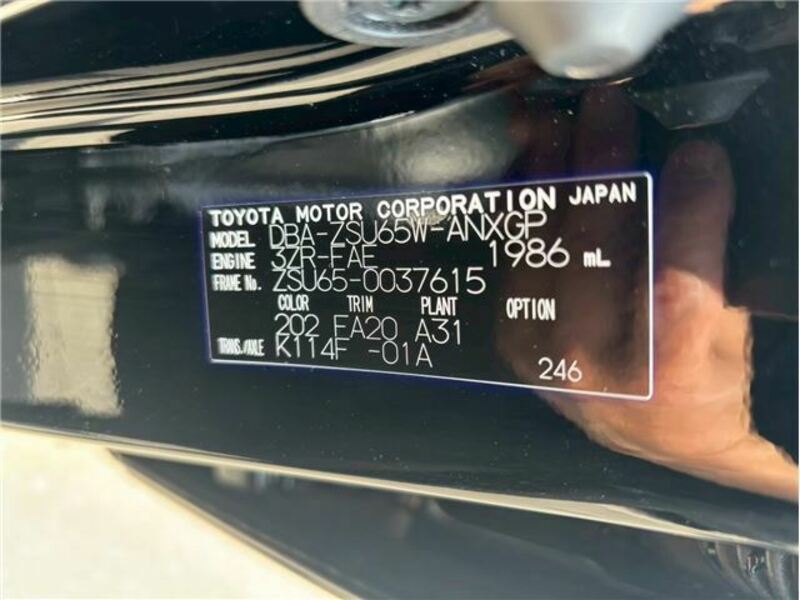 TOYOTA MOTOR CORPORATION JAPAN
MODEL DBA-ZSU65W-ANXGP
ENGINE 3ZR-FAE 1986 mL
FRAME No. ZSU65-0037615
COLOR TRIM PLANT OPTION
202 FA20 A31
TRANS./AXLE K114F -01A
246